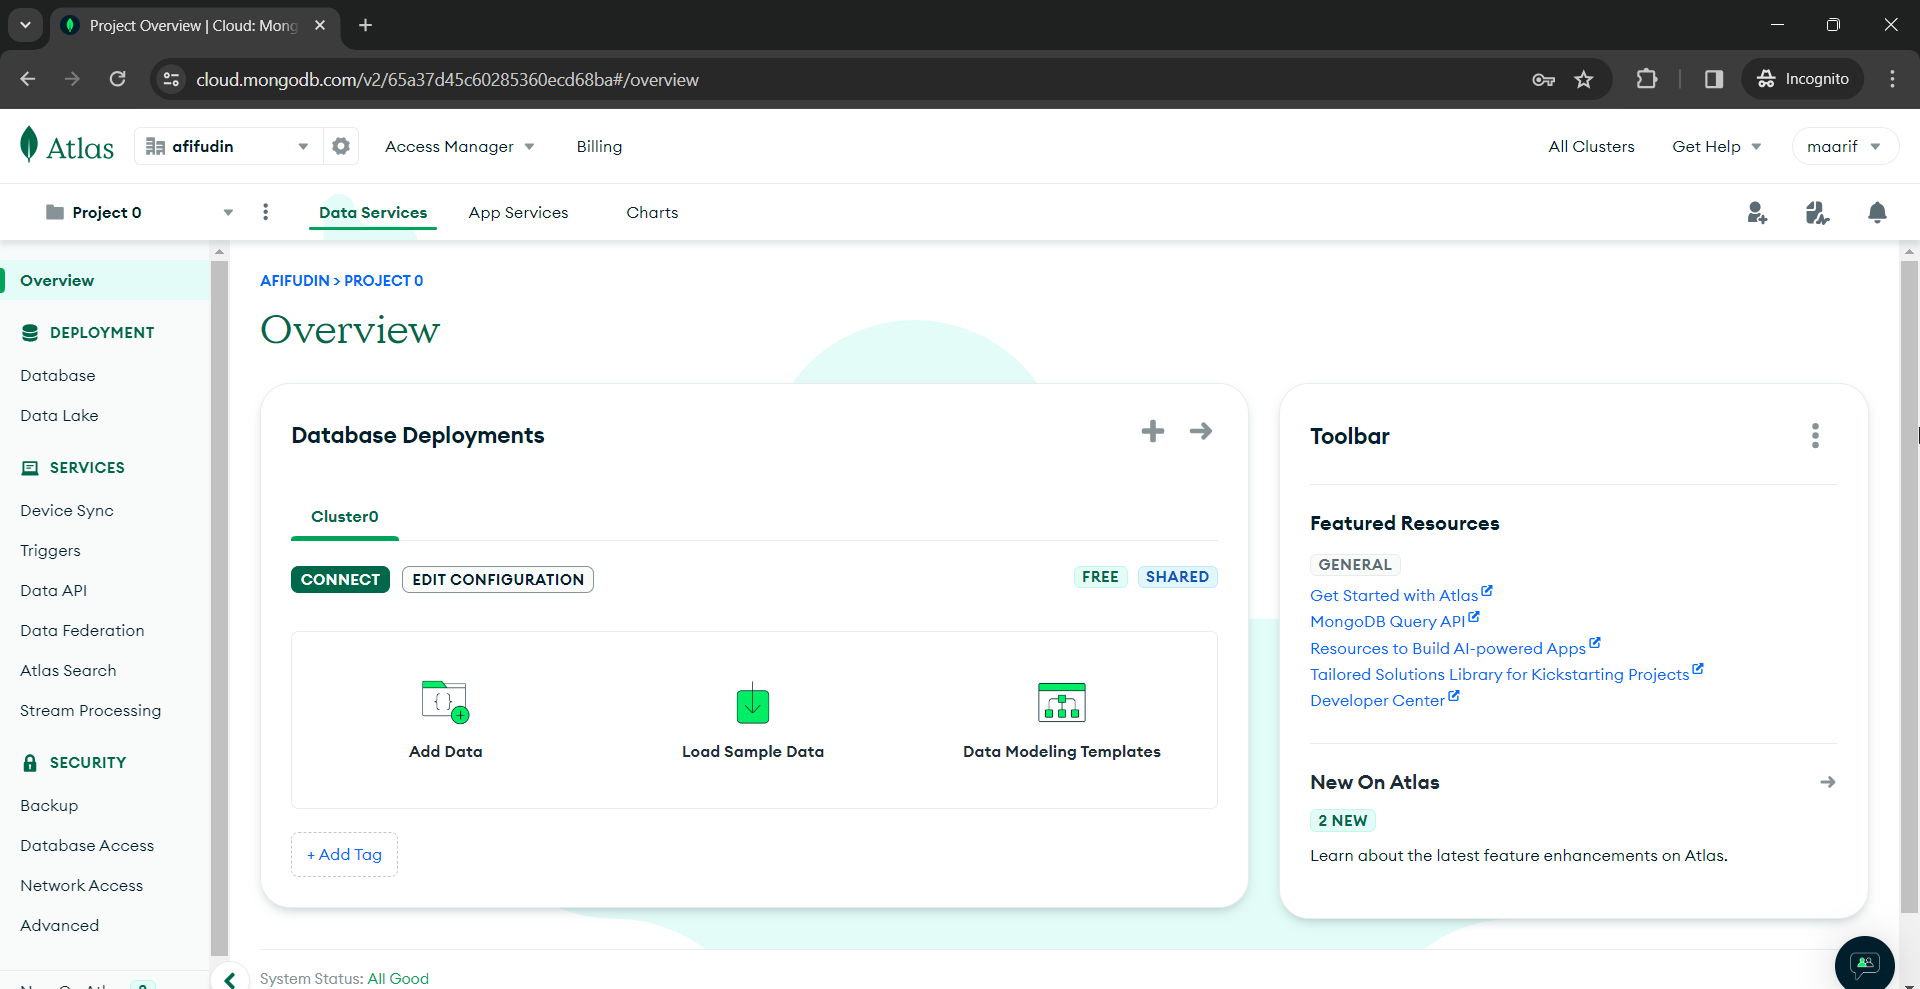 Project Overview | Cloud: Mong
cloud.mongodb.com/v2/65a37d45c60285360ecd68ba#/overview
Incognito
Atlas
afifudin
Access Manager
Billing
All Clusters
Get Help
maarif
Project 0
Data Services
App Services
Charts
Overview
DEPLOYMENT
Database
Data Lake
SERVICES
Device Sync
Triggers
Data API
Data Federation
Atlas Search
Stream Processing
SECURITY
Backup
Database Access
Network Access
Advanced
AFIFUDIN > PROJECT 0
Overview
Database Deployments
Cluster0
CONNECT
EDIT CONFIGURATION
FREE
SHARED
{ }
Add Data
Load Sample Data
Data Modeling Templates
+ Add Tag
Toolbar
Featured Resources
GENERAL
Get Started with Atlas
MongoDB Query API
Resources to Build AI-powered Apps
Tailored Solutions Library for Kickstarting Projects
Developer Center
New On Atlas
2 NEW
Learn about the latest feature enhancements on Atlas.
System Status: All Good